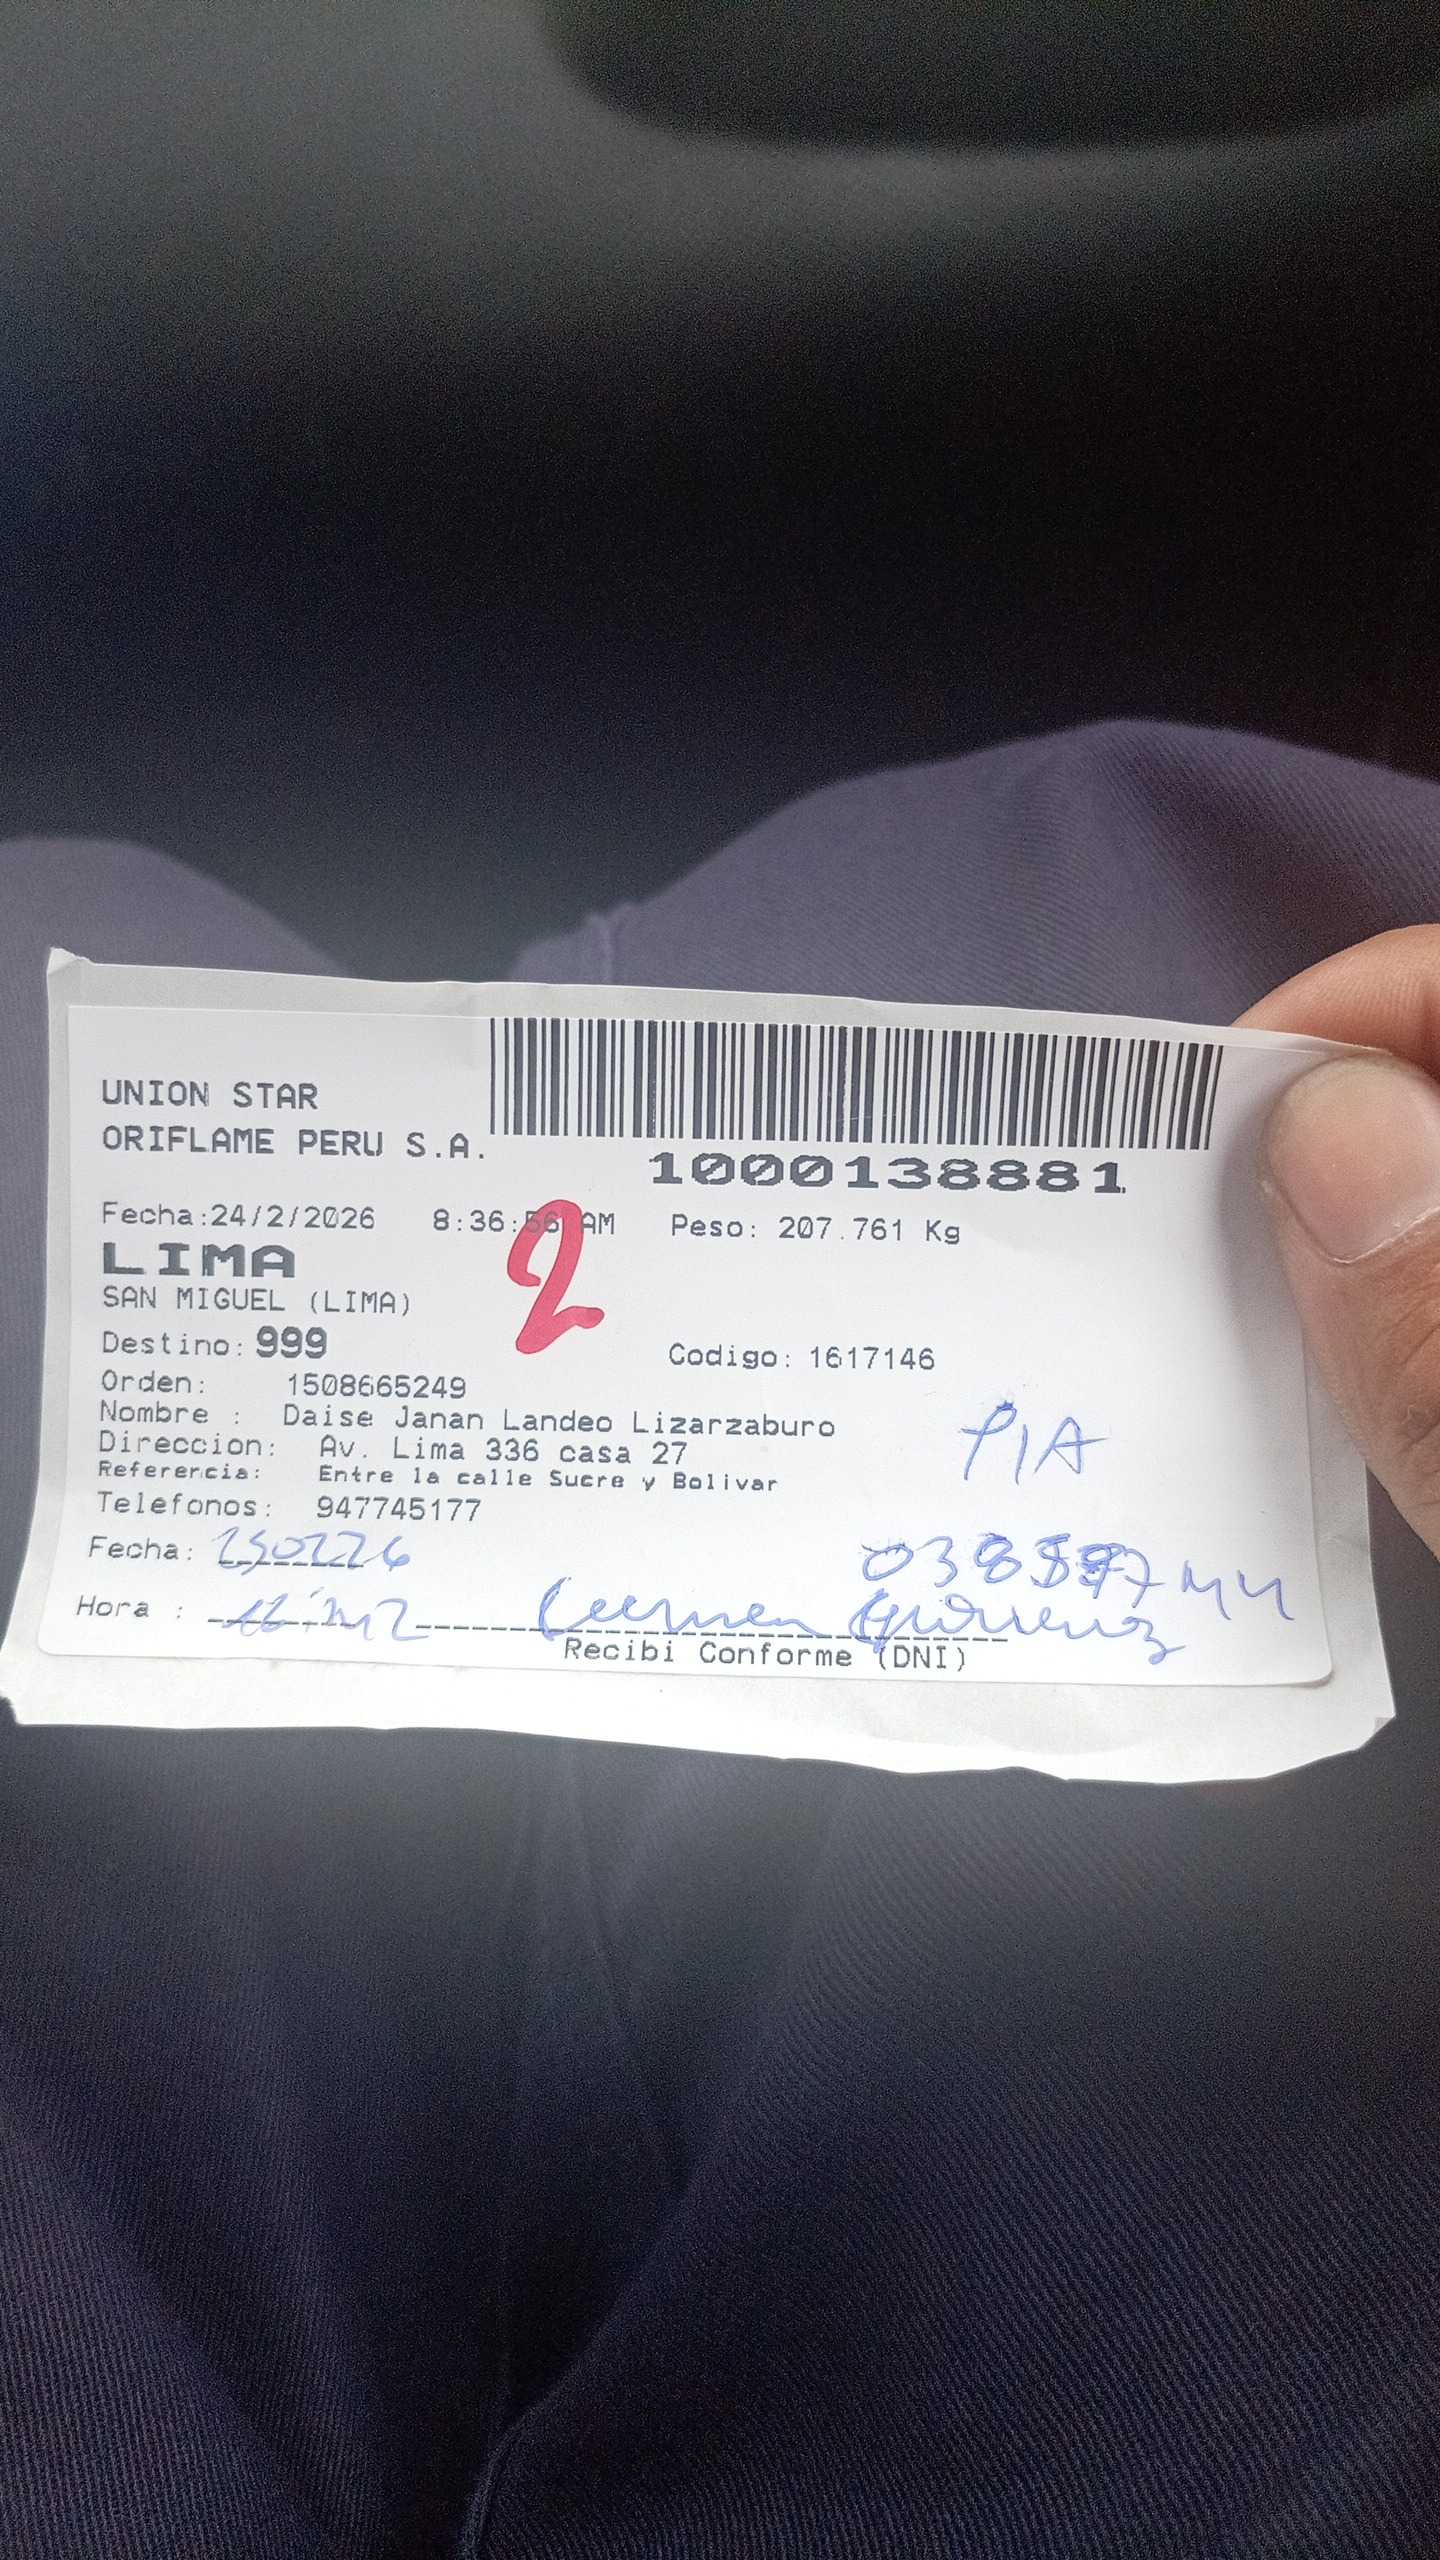 UNION STAR
ORIFLAME PERU S.A.
1000138881
Fecha:24/2/2026 8:36:56 AM Peso: 207.761 Kg
LIMA
2
SAN MIGUEL (LIMA)
Destino: 999
Codigo: 1617146
Orden: 1508665249
Nombre : Daise Janan Landeo Lizarzaburo
Direccion: Av. Lima 336 casa 27
PIA
Referencia: Entre la calle Sucre y Bolivar
Telefonos: 947745177
Fecha: 250226
Hora :
Carmen
Recibi Conforme (DNI)